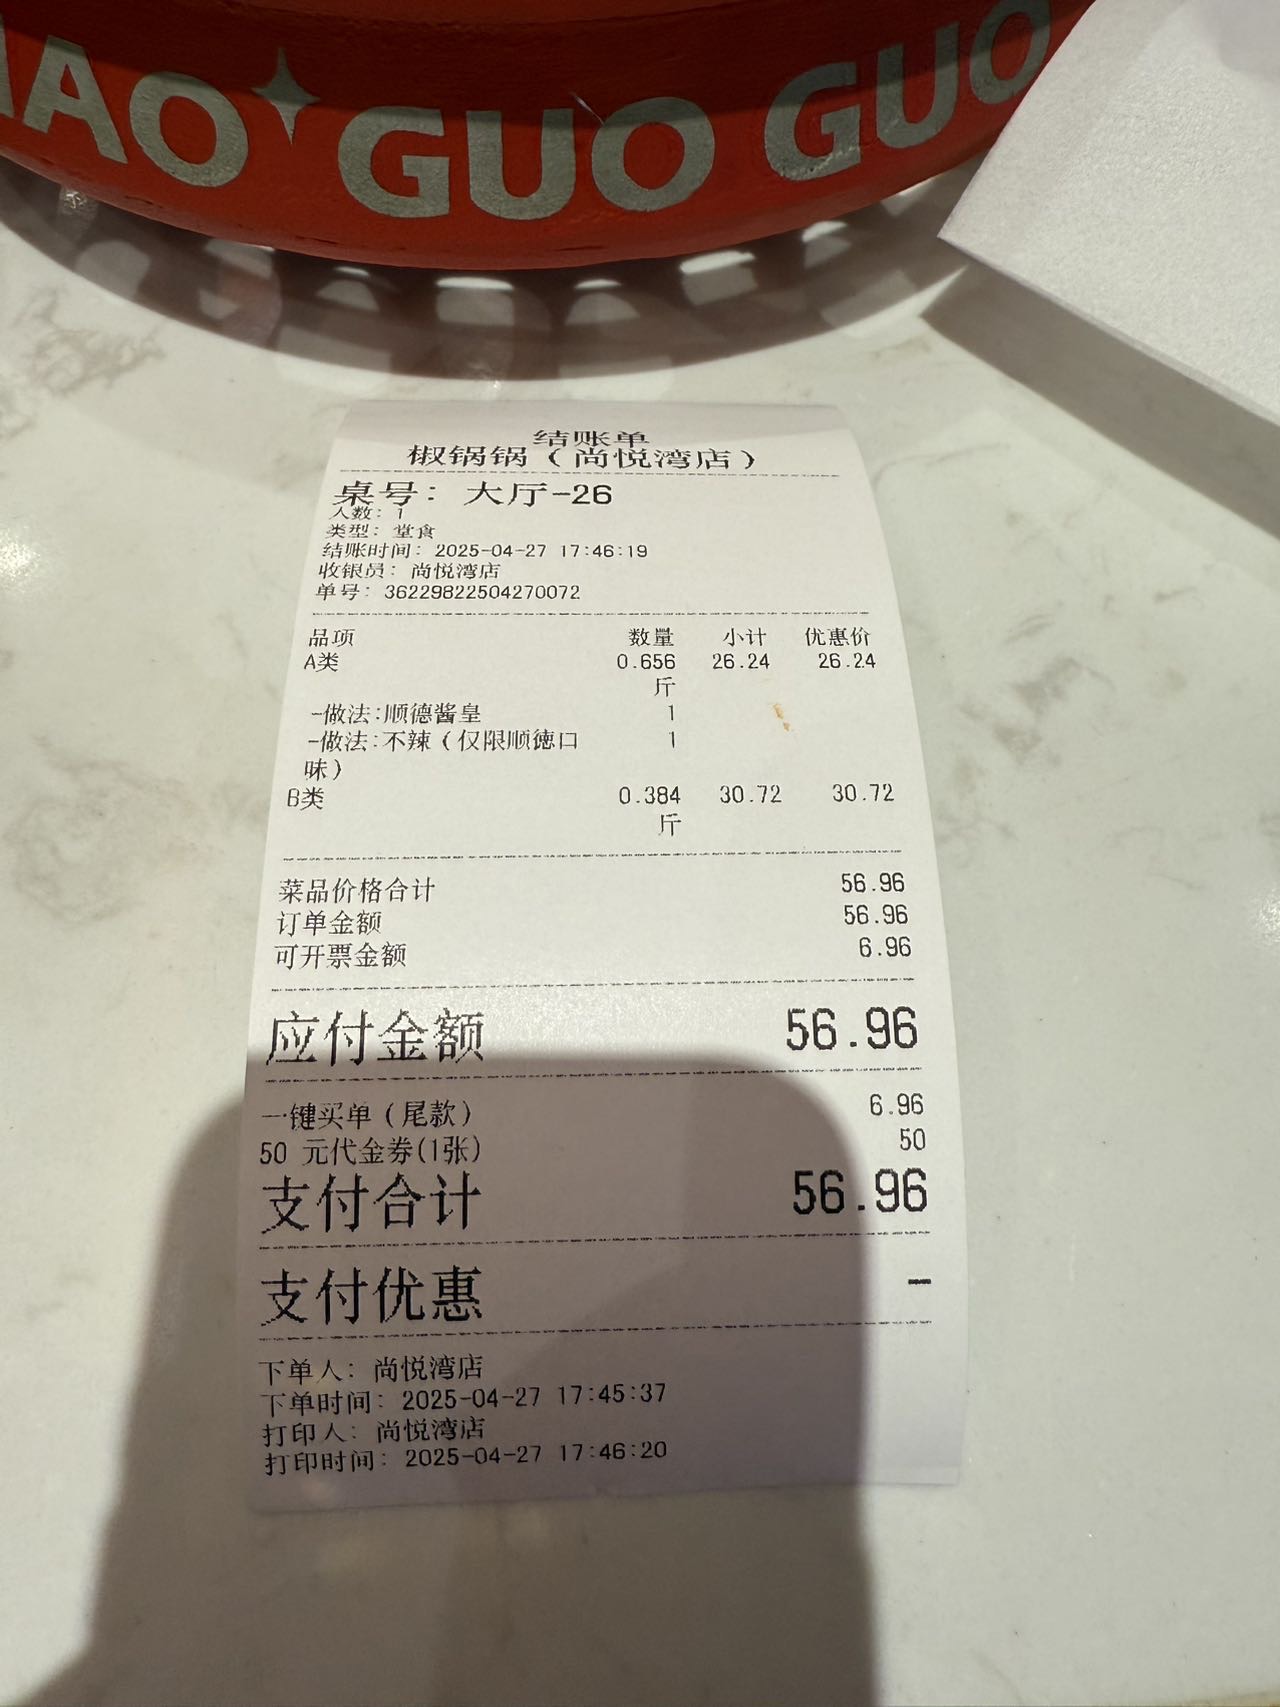 IAO GUO GUO
结账单
椒锅锅（尚悦湾店）
桌号：大厅-26
人数：1
类型：堂食
结账时间：2025-04-27 17:46:19
收银员：尚悦湾店
单号：36229822504270072
品项 数量 小计 优惠价
A类 0.656 26.24 26.24
斤
-做法:顺德酱皇 1
-做法:不辣（仅限顺德口 1
味）
B类 0.384 30.72 30.72
斤
菜品价格合计 56.96
订单金额 56.96
可开票金额 6.96
应付金额 56.96
一键买单（尾款） 6.96
50 元代金券(1张) 50
支付合计 56.96
支付优惠 -
下单人：尚悦湾店
下单时间：2025-04-27 17:45:37
打印人：尚悦湾店
打印时间：2025-04-27 17:46:20